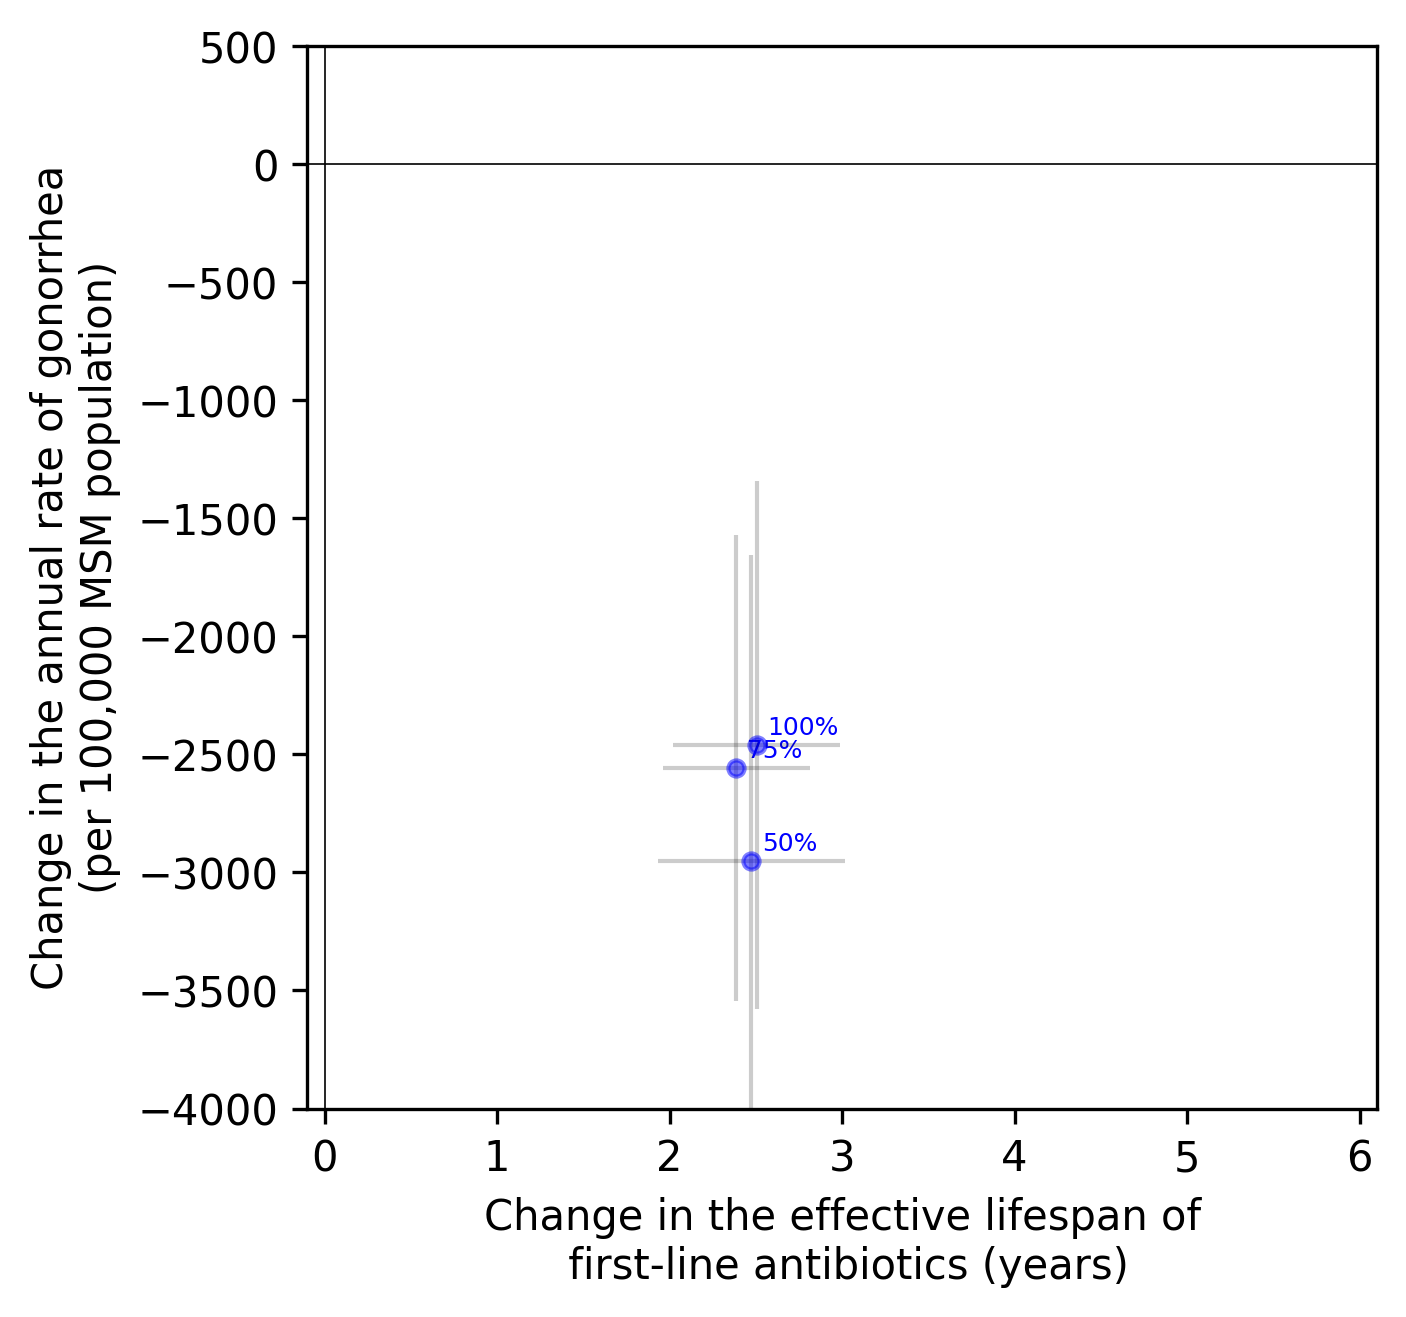 500
0
−500
−1000
−1500
−2000
−2500
−3000
−3500
−4000
Change in the annual rate of gonorrhea
(per 100,000 MSM population)
100%
75%
50%
0 1 2 3 4 5 6
Change in the effective lifespan of
first-line antibiotics (years)